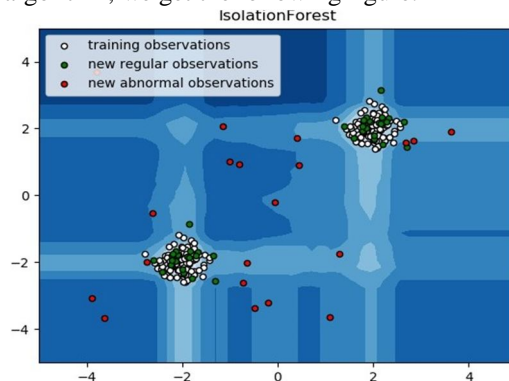 IsolationForest
training observations
new regular observations
new abnormal observations
4
2
0
−2
−4
−4
−2
0
2
4